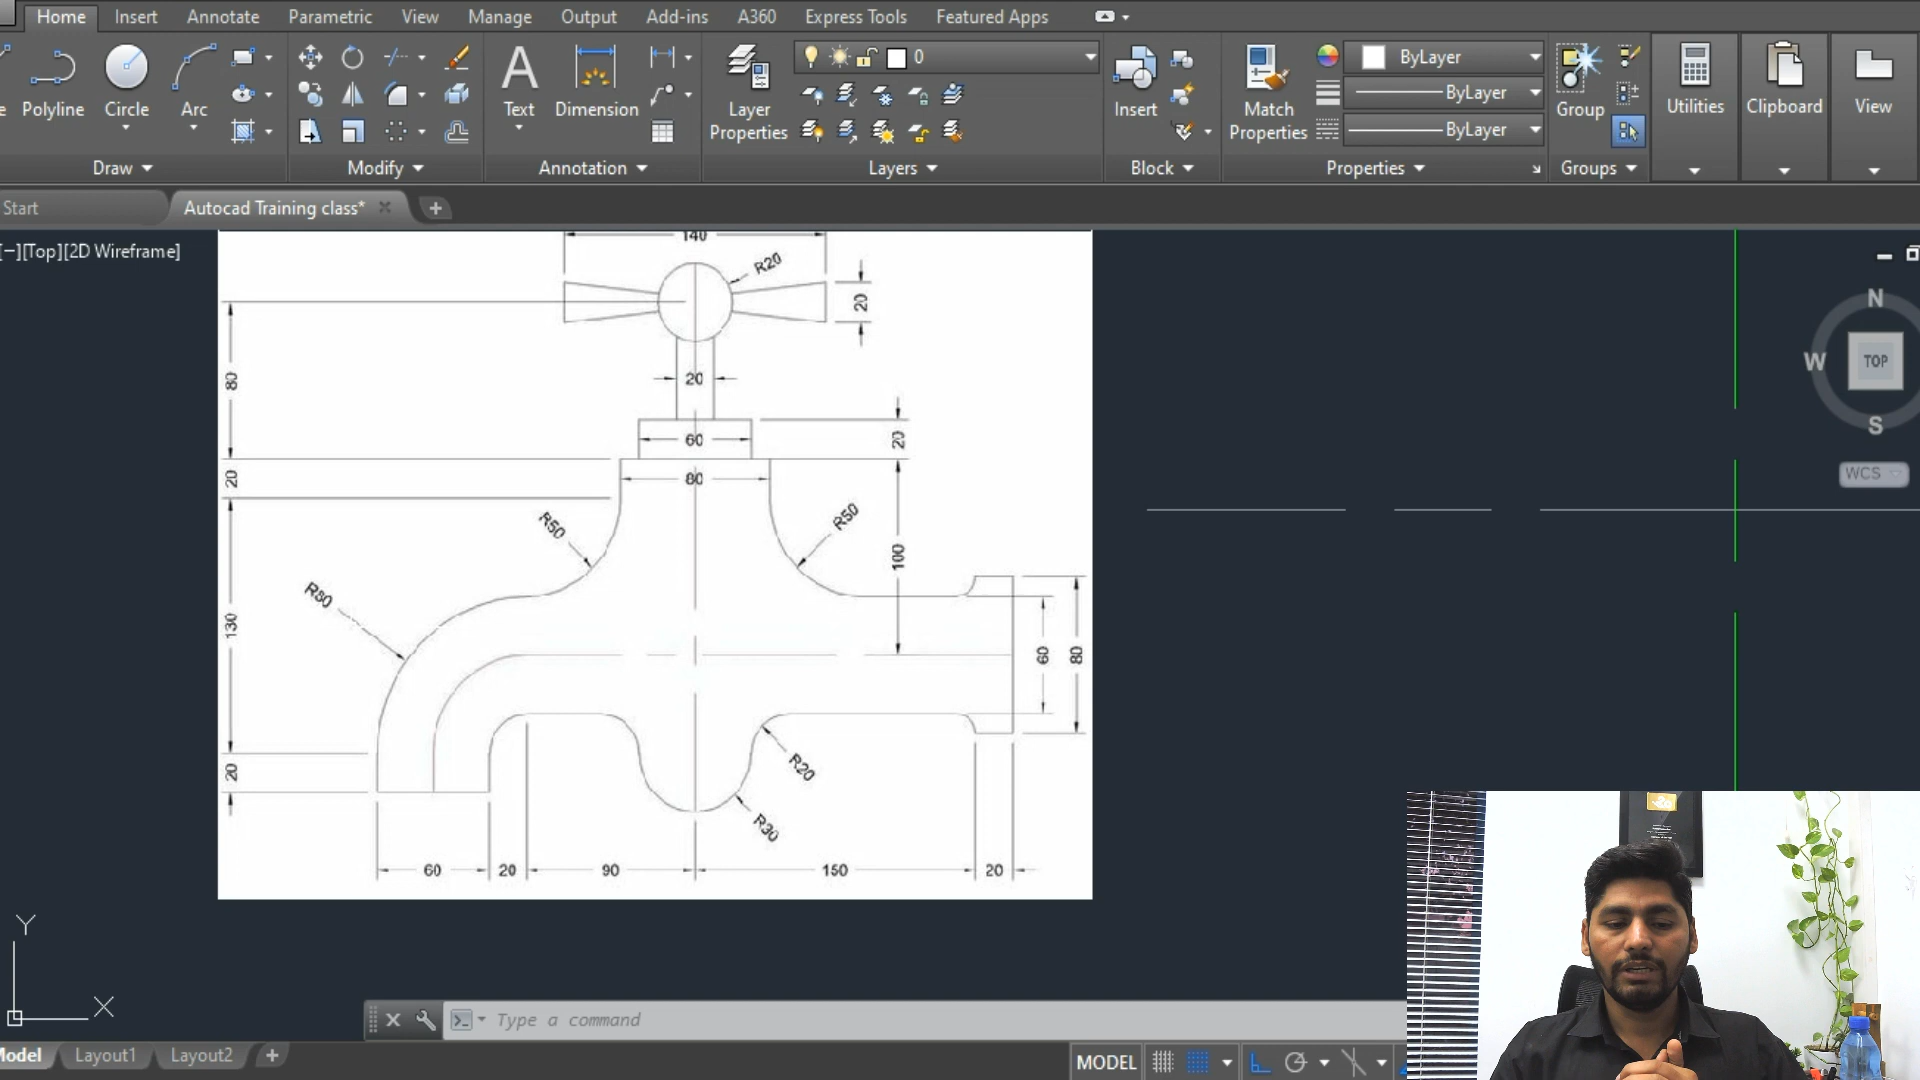 Home Insert Annotate Parametric View Manage Output Add-ins A360 Express Tools Featured Apps
Polyline Circle Arc
Text Dimension
Layer Properties
0
Insert
Match Properties
ByLayer
ByLayer
ByLayer
Group
Utilities Clipboard View
Draw Modify Annotation Layers Block Properties Groups
Start Autocad Training class*
[−][Top][2D Wireframe]
140
R20
20
80
20
60
20
20
80
R50
R50
100
R80
130
60
80
20
R20
R30
60 20 90 150 20
N
W TOP
S
WCS
Y
X
Type a command
Model Layout1 Layout2
MODEL